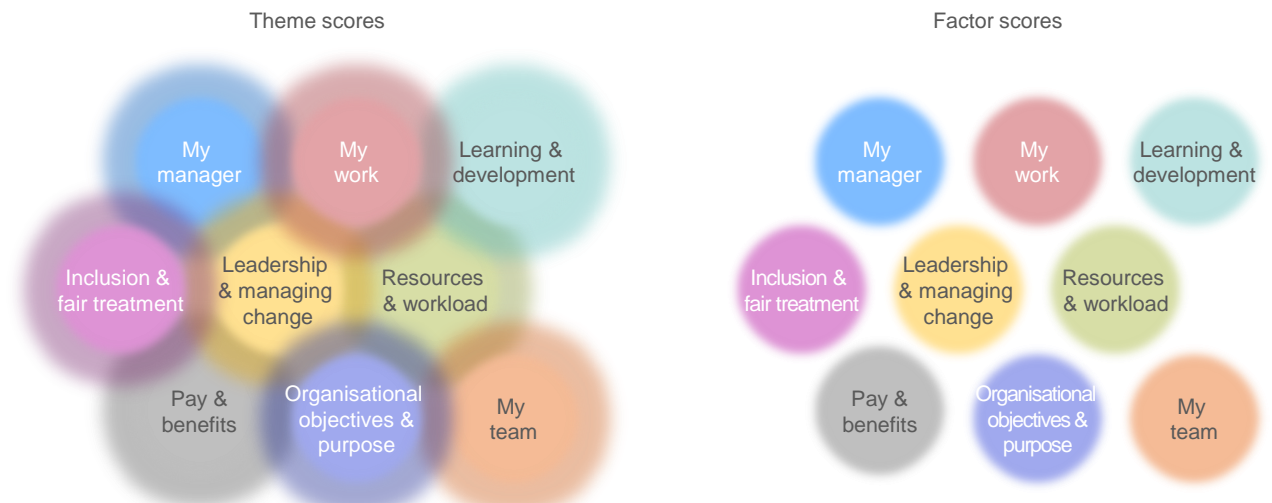 Theme scores
My
manager
My
work
Learning &
development
Inclusion &
fair treatment
Leadership
& managing
change
Resources
& workload
Pay &
benefits
Organisational
objectives &
purpose
My
team
Factor scores
My
manager
My
work
Learning &
development
Inclusion &
fair treatment
Leadership
& managing
change
Resources
& workload
Pay &
benefits
Organisational
objectives &
purpose
My
team